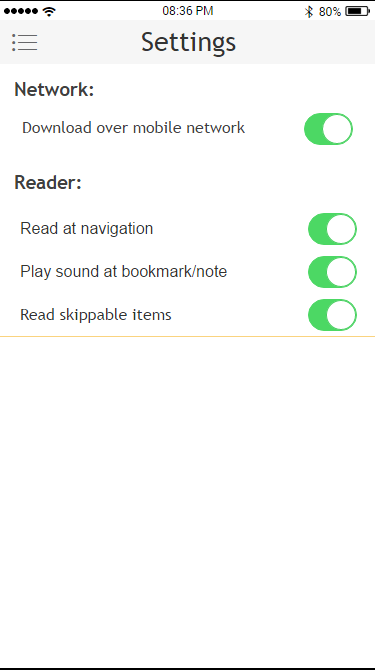 08:36 PM 80%
Settings
Network:
Download over mobile network
Reader:
Read at navigation
Play sound at bookmark/note
Read skippable items